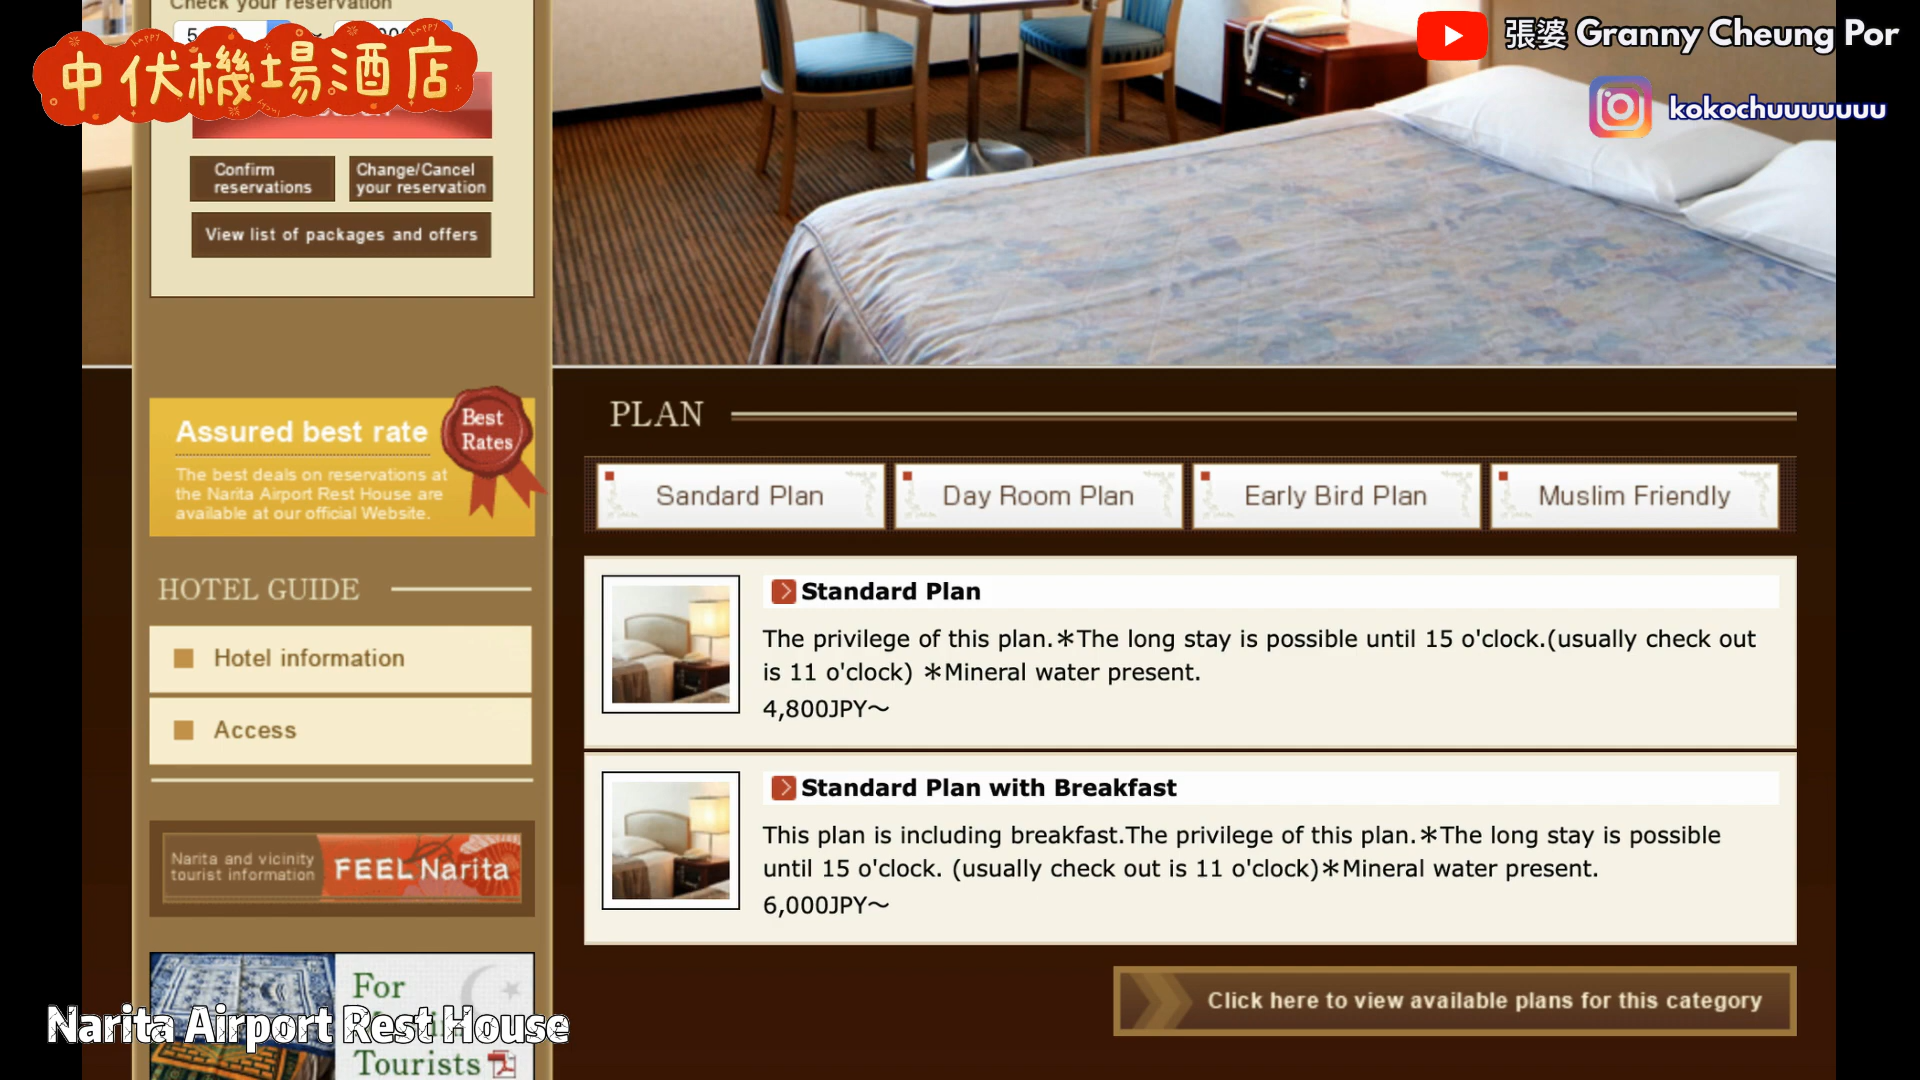 Check your reservation
中伏機場酒店
張婆 Granny Cheung Por
kokochuuuuuuu
Confirm
reservations
Change/Cancel
your reservation
View list of packages and offers
Assured best rate
Best
Rates
The best deals on reservations at
the Narita Airport Rest House are
available at our official Website.
HOTEL GUIDE
Hotel information
Access
Narita and vicinity
tourist information
FEEL Narita
For
Tourists
Narita Airport Rest House
PLAN
Sandard Plan
Day Room Plan
Early Bird Plan
Muslim Friendly
Standard Plan
The privilege of this plan.＊The long stay is possible until 15 o'clock.(usually check out
is 11 o'clock) ＊Mineral water present.
4,800JPY～
Standard Plan with Breakfast
This plan is including breakfast.The privilege of this plan.＊The long stay is possible
until 15 o'clock. (usually check out is 11 o'clock)＊Mineral water present.
6,000JPY～
Click here to view available plans for this category